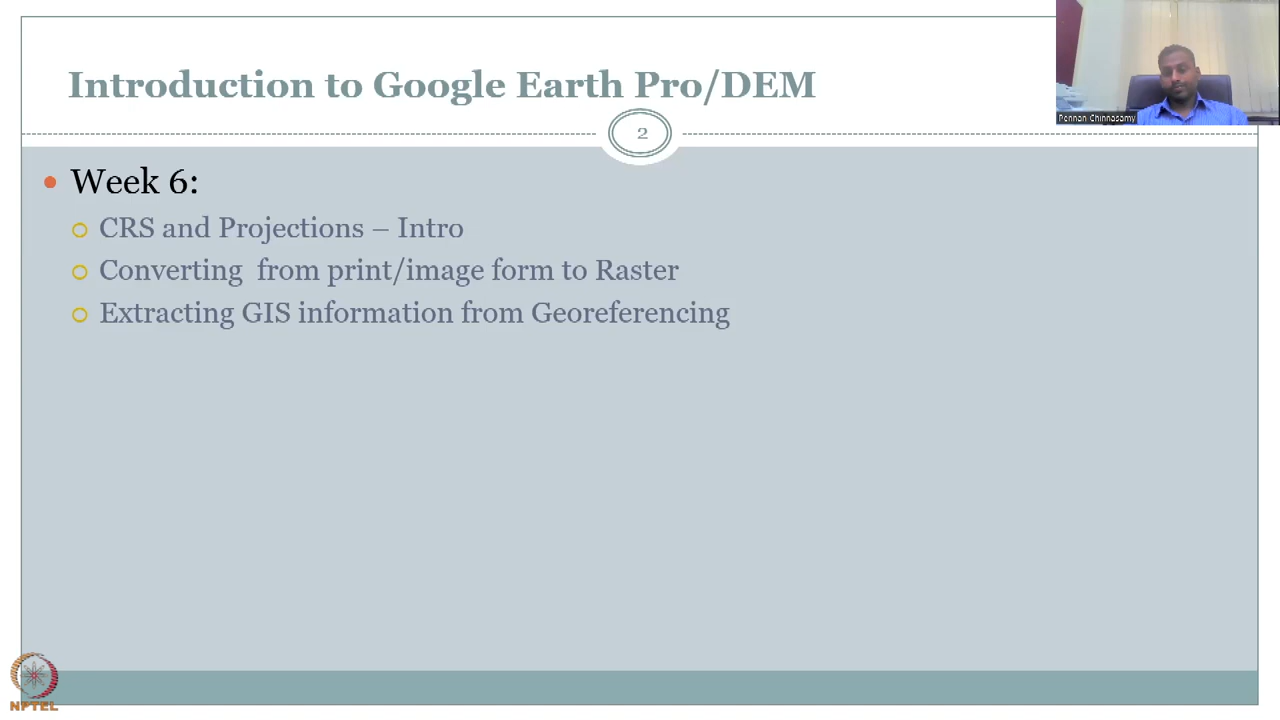 Introduction to Google Earth Pro/DEM
Pennan Chinnasamy
2
Week 6:
CRS and Projections – Intro
Converting from print/image form to Raster
Extracting GIS information from Georeferencing
NPTEL